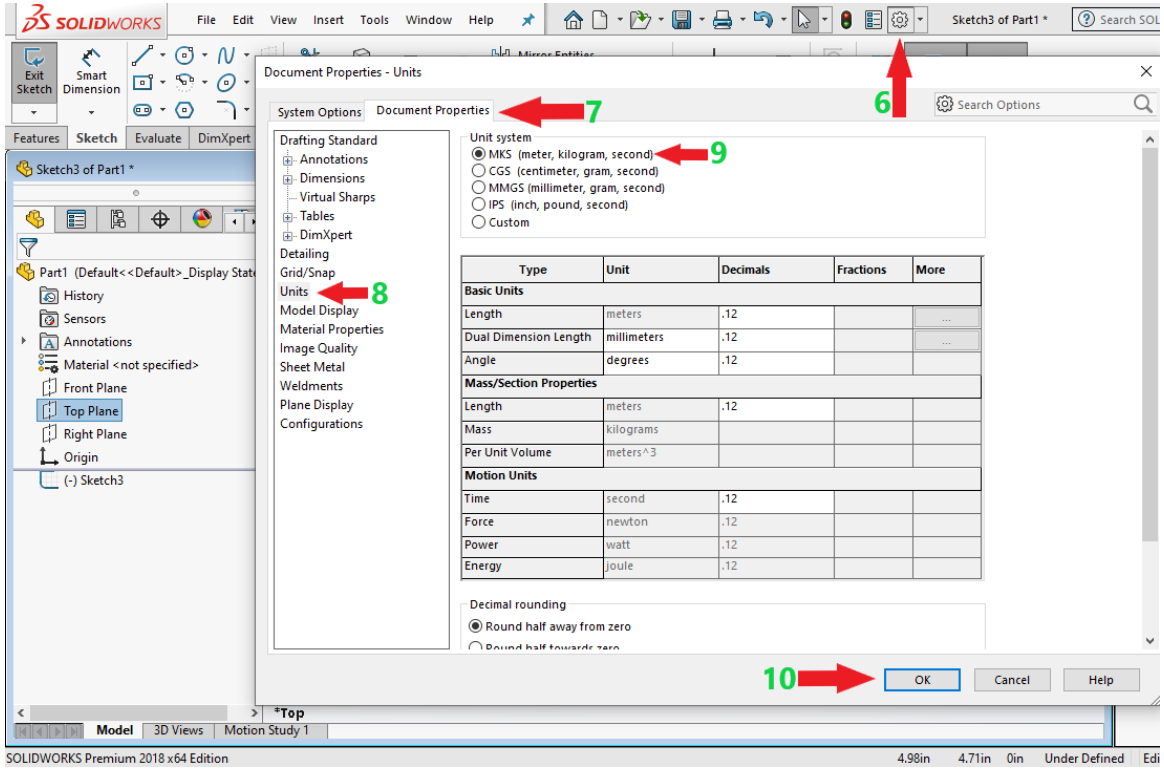 SOLIDWORKS File Edit View Insert Tools Window Help Sketch3 of Part1 * Search SOL
Exit Sketch
Smart Dimension
Mirror Entities
Features Sketch Evaluate DimXpert
Sketch3 of Part1 *
Part1 (Default<<Default>_Display State
History
Sensors
Annotations
Material <not specified>
Front Plane
Top Plane
Right Plane
Origin
(-) Sketch3
Document Properties - Units
6
System Options Document Properties 7 Search Options
Drafting Standard
Annotations
Dimensions
Virtual Sharps
Tables
DimXpert
Detailing
Grid/Snap
Units 8
Model Display
Material Properties
Image Quality
Sheet Metal
Weldments
Plane Display
Configurations
Unit system
MKS (meter, kilogram, second) 9
CGS (centimeter, gram, second)
MMGS (millimeter, gram, second)
IPS (inch, pound, second)
Custom
Type Unit Decimals Fractions More
Basic Units
Length meters .12 ...
Dual Dimension Length millimeters .12 ...
Angle degrees .12
Mass/Section Properties
Length meters .12
Mass kilograms
Per Unit Volume meters^3
Motion Units
Time second .12
Force newton .12
Power watt .12
Energy joule .12
Decimal rounding
Round half away from zero
Round half towards zero
10 OK Cancel Help
*Top
Model 3D Views Motion Study 1
SOLIDWORKS Premium 2018 x64 Edition 4.98in 4.71in 0in Under Defined Edi